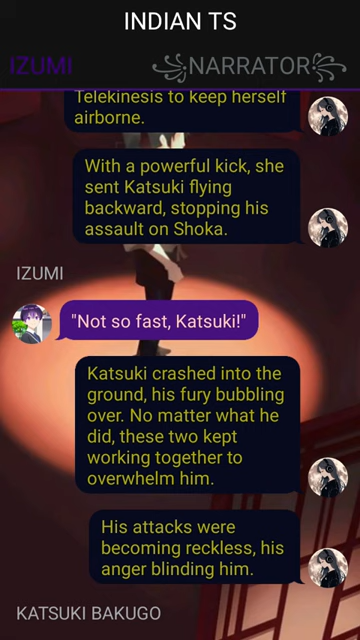 INDIAN TS
IZUMI
NARRATOR
Telekinesis to keep herself
airborne.
With a powerful kick, she
sent Katsuki flying
backward, stopping his
assault on Shoka.
IZUMI
"Not so fast, Katsuki!"
Katsuki crashed into the
ground, his fury bubbling
over. No matter what he
did, these two kept
working together to
overwhelm him.
His attacks were
becoming reckless, his
anger blinding him.
KATSUKI BAKUGO